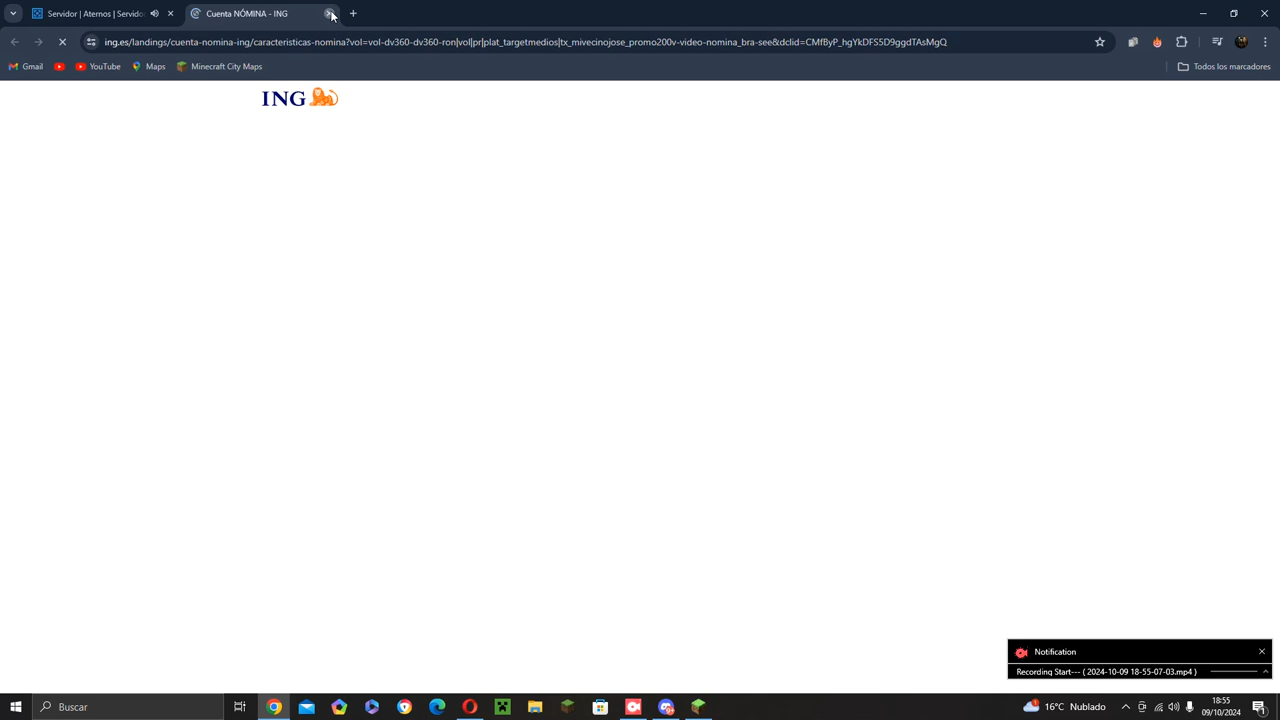 Servidor | Aternos | Servido
Cuenta NÓMINA - ING
ing.es/landings/cuenta-nomina-ing/caracteristicas-nomina?vol=vol-dv360-dv360-ron|vol|pr|plat_targetmedios|tx_mivecinojose_promo200v-video-nomina_bra-see&dclid=CMfByP_hgYkDFS5D9ggdTAsMgQ
Gmail
YouTube
Maps
Minecraft City Maps
Todos los marcadores
ING
Notification
Recording Start--- ( 2024-10-09 18-55-07-03.mp4 )
Buscar
16°C Nublado
18:55
09/10/2024
1